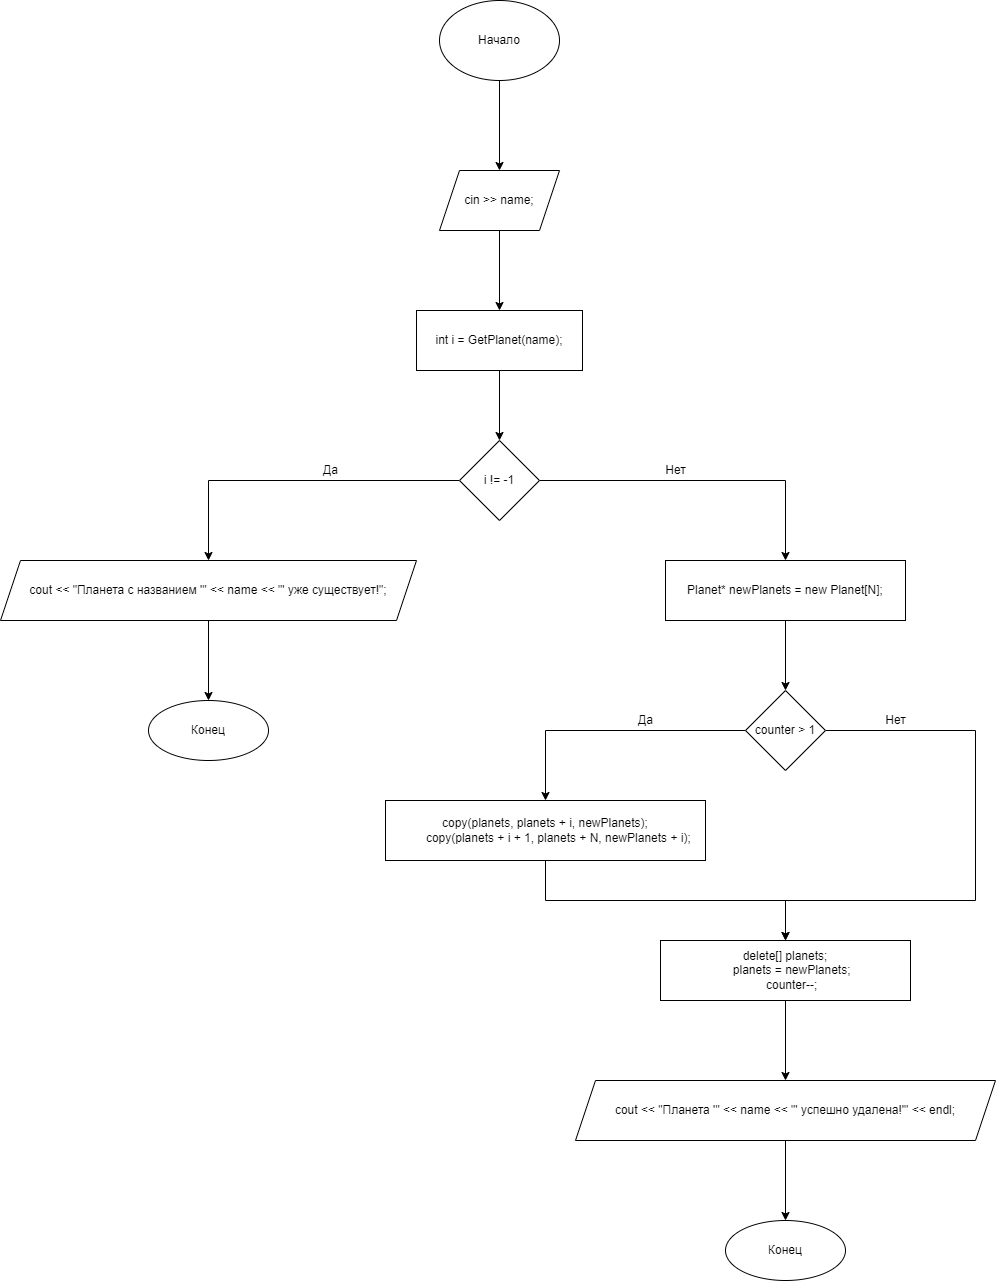 Начало
cin >> name;
int i = GetPlanet(name);
i != -1
Да
Нет
cout << "Планета с названием '" << name << "' уже существует!";
Конец
Planet* newPlanets = new Planet[N];
counter > 1
Да
Нет
copy(planets, planets + i, newPlanets);
copy(planets + i + 1, planets + N, newPlanets + i);
delete[] planets;
planets = newPlanets;
counter--;
cout << "Планета '" << name << "' успешно удалена!'" << endl;
Конец